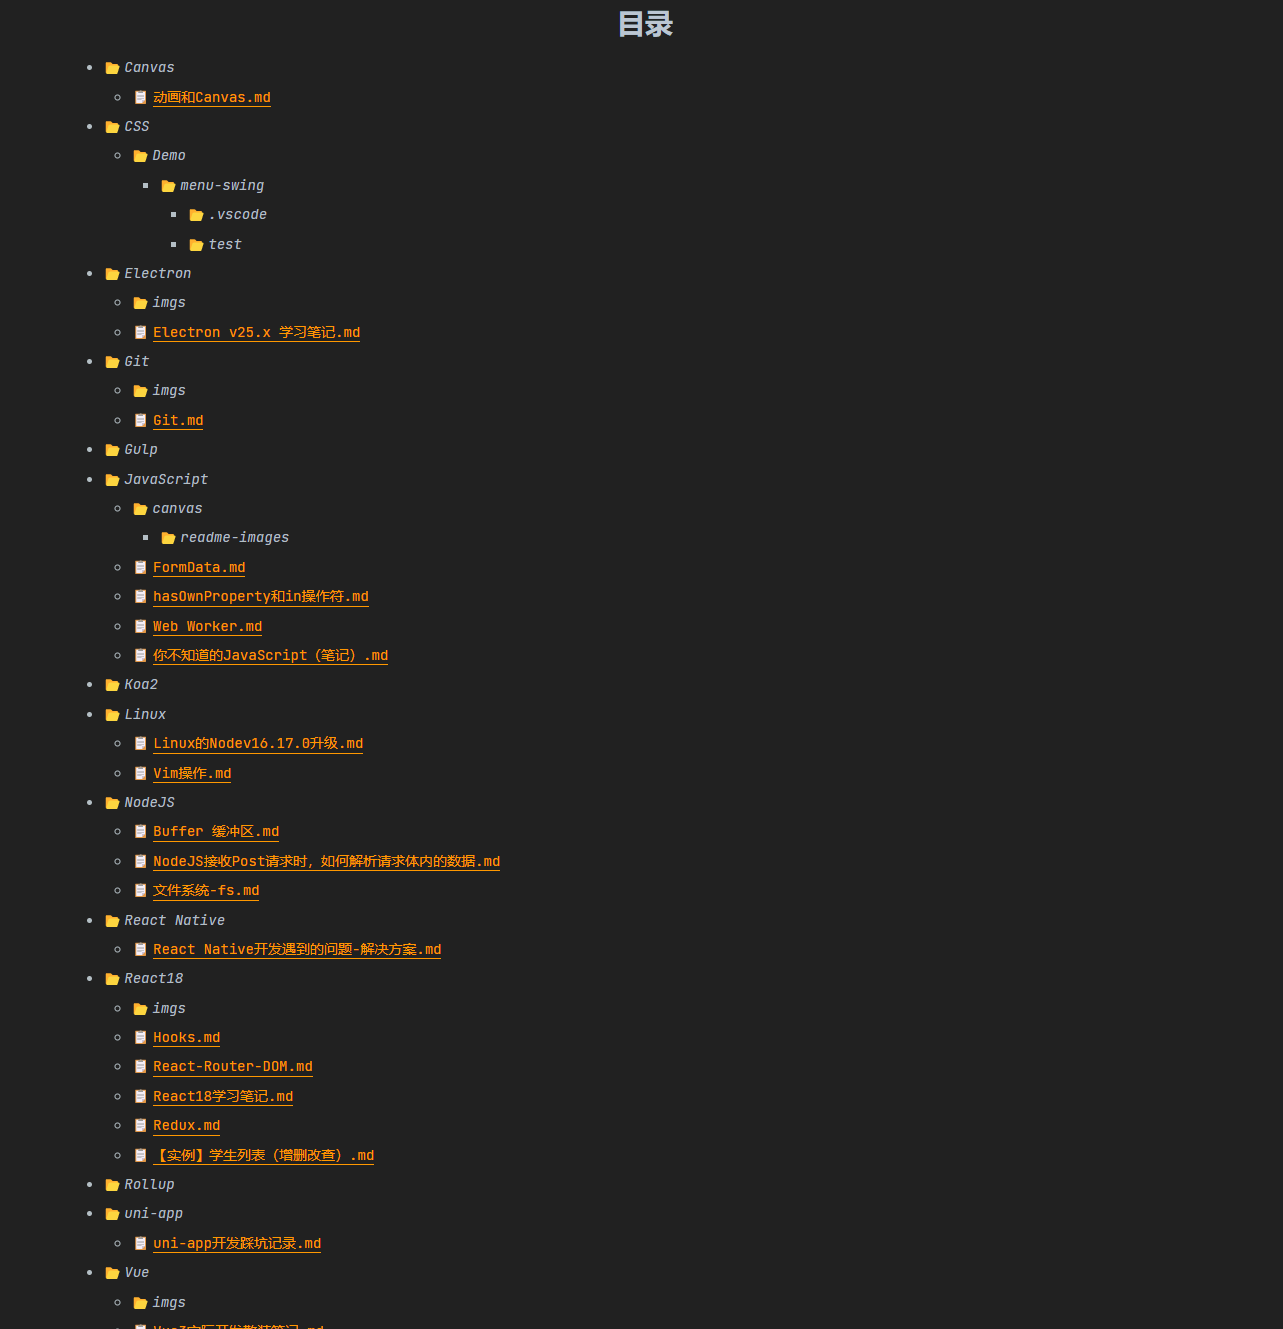 目录
Canvas
动画和Canvas.md
CSS
Demo
menu-swing
.vscode
test
Electron
imgs
Electron v25.x 学习笔记.md
Git
imgs
Git.md
Gulp
JavaScript
canvas
readme-images
FormData.md
hasOwnProperty和in操作符.md
Web Worker.md
你不知道的JavaScript（笔记）.md
Koa2
Linux
Linux的Nodev16.17.0升级.md
Vim操作.md
NodeJS
Buffer 缓冲区.md
NodeJS接收Post请求时，如何解析请求体内的数据.md
文件系统-fs.md
React Native
React Native开发遇到的问题-解决方案.md
React18
imgs
Hooks.md
React-Router-DOM.md
React18学习笔记.md
Redux.md
【实例】学生列表（增删改查）.md
Rollup
uni-app
uni-app开发踩坑记录.md
Vue
imgs